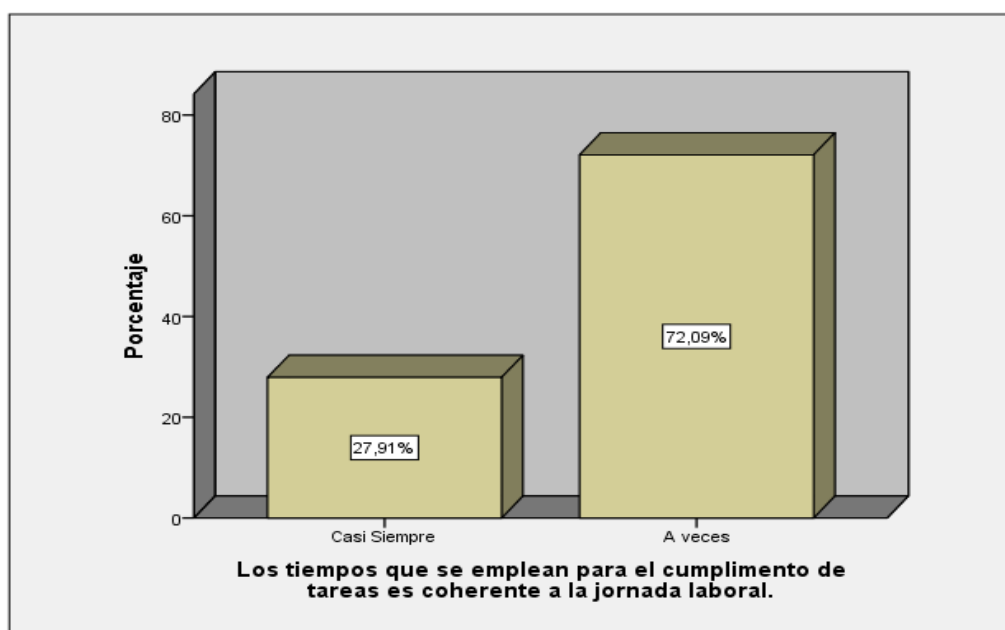 80
60
40
20
0
Porcentaje
72,09%
27,91%
Casi Siempre
A veces
Los tiempos que se emplean para el cumplimento de
tareas es coherente a la jornada laboral.